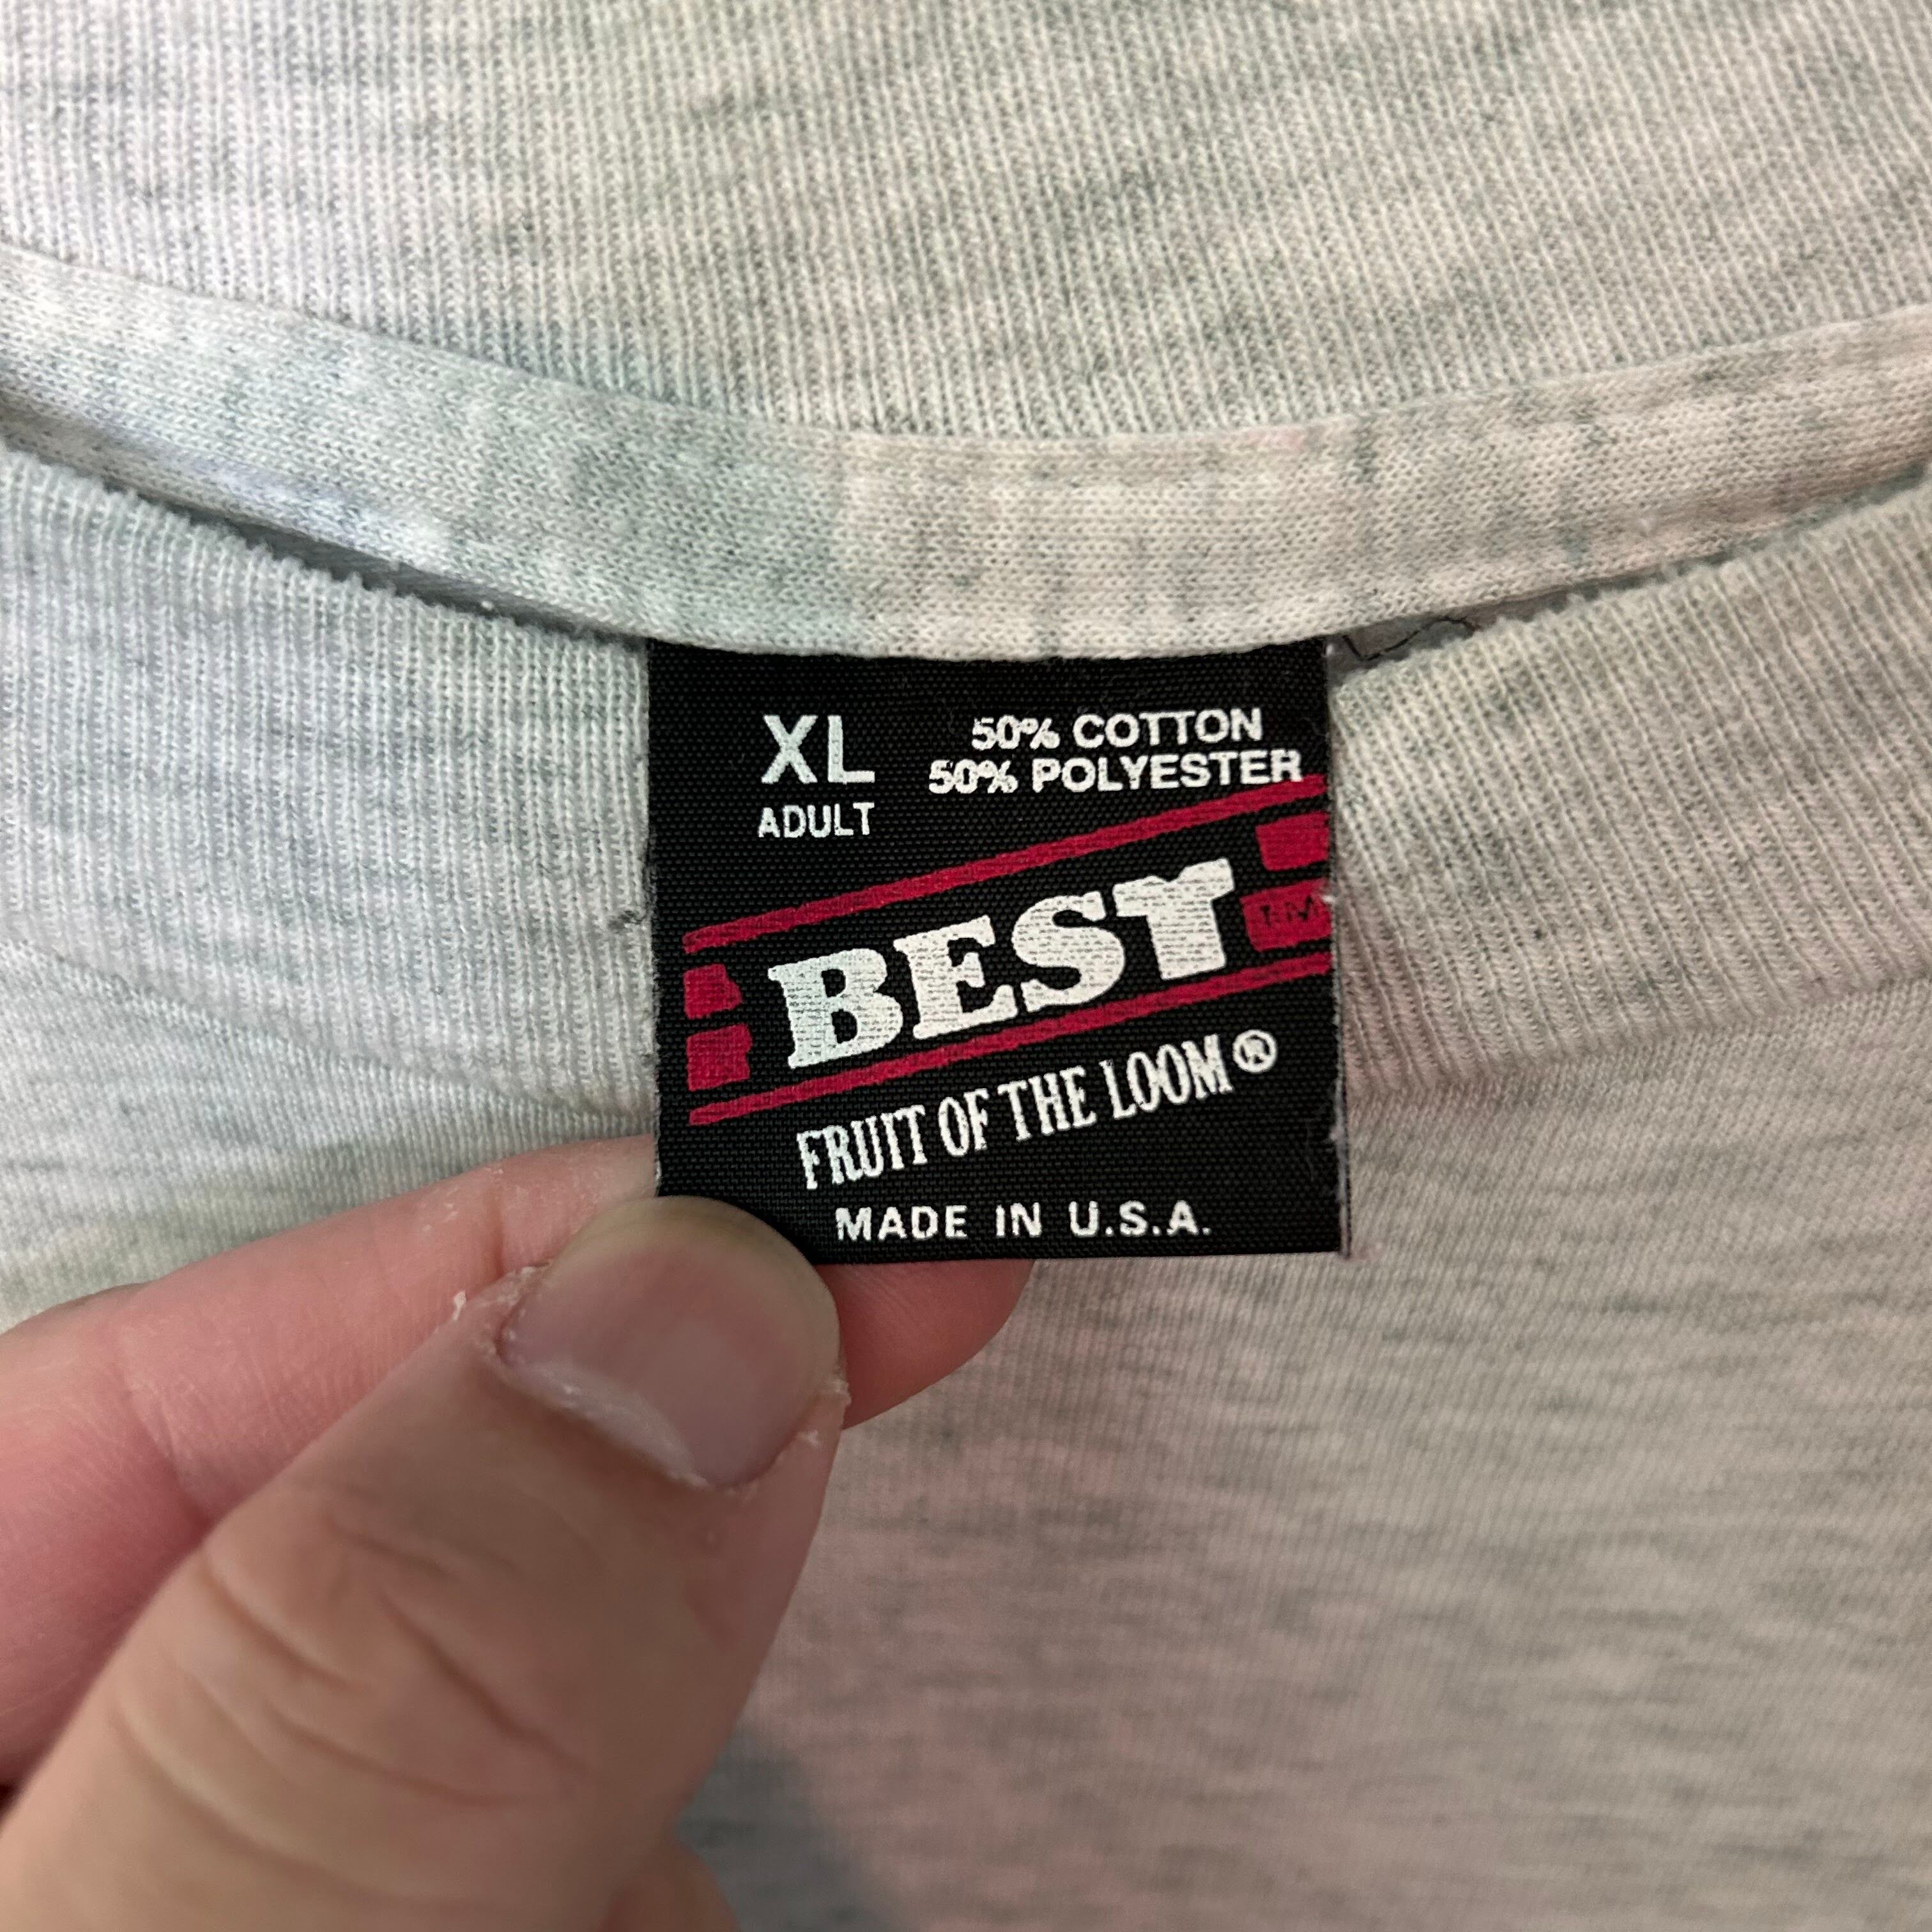 XL
ADULT
50% COTTON
50% POLYESTER
BEST
TM
FRUIT OF THE LOOM®
MADE IN U.S.A.